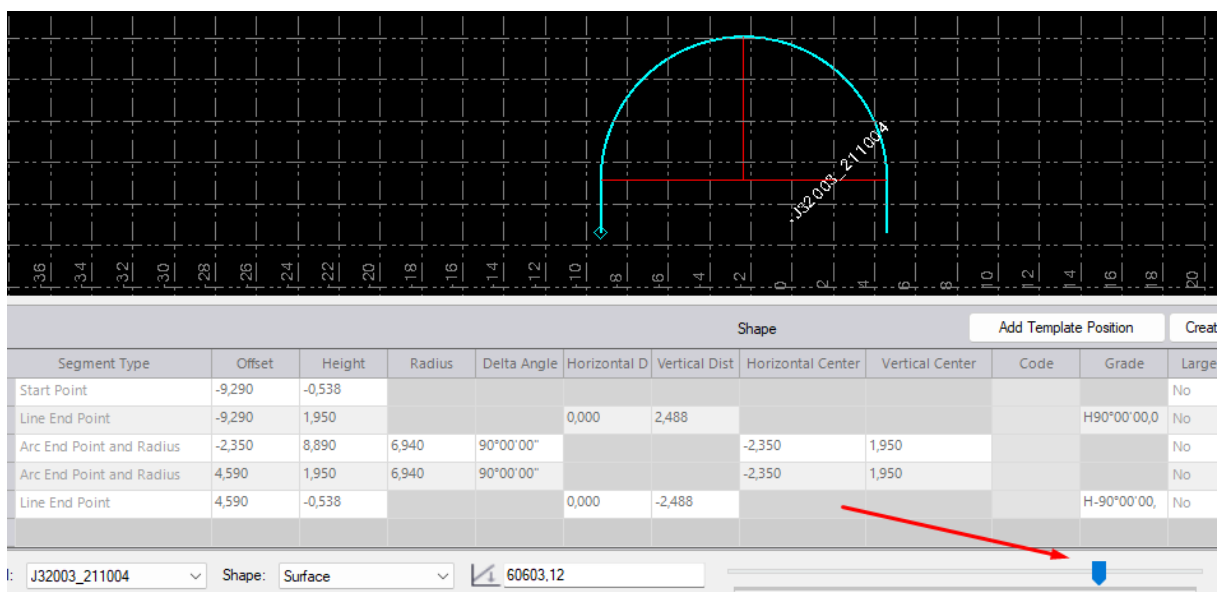 J32003_211004
-36 -34 -32 -30 -28 -26 -24 -22 -20 -18 -16 -14 -12 -10 -8 -6 -4 -2 0 2 4 6 8 10 12 14 16 18 20
Shape Add Template Position Creat
Segment Type Offset Height Radius Delta Angle Horizontal D Vertical Dist Horizontal Center Vertical Center Code Grade Large
Start Point -9,290 -0,538 No
Line End Point -9,290 1,950 0,000 2,488 H90°00'00,0 No
Arc End Point and Radius -2,350 8,890 6,940 90°00'00" -2,350 1,950 No
Arc End Point and Radius 4,590 1,950 6,940 90°00'00" -2,350 1,950 No
Line End Point 4,590 -0,538 0,000 -2,488 H-90°00'00, No
J32003_211004 Shape: Surface 60603,12